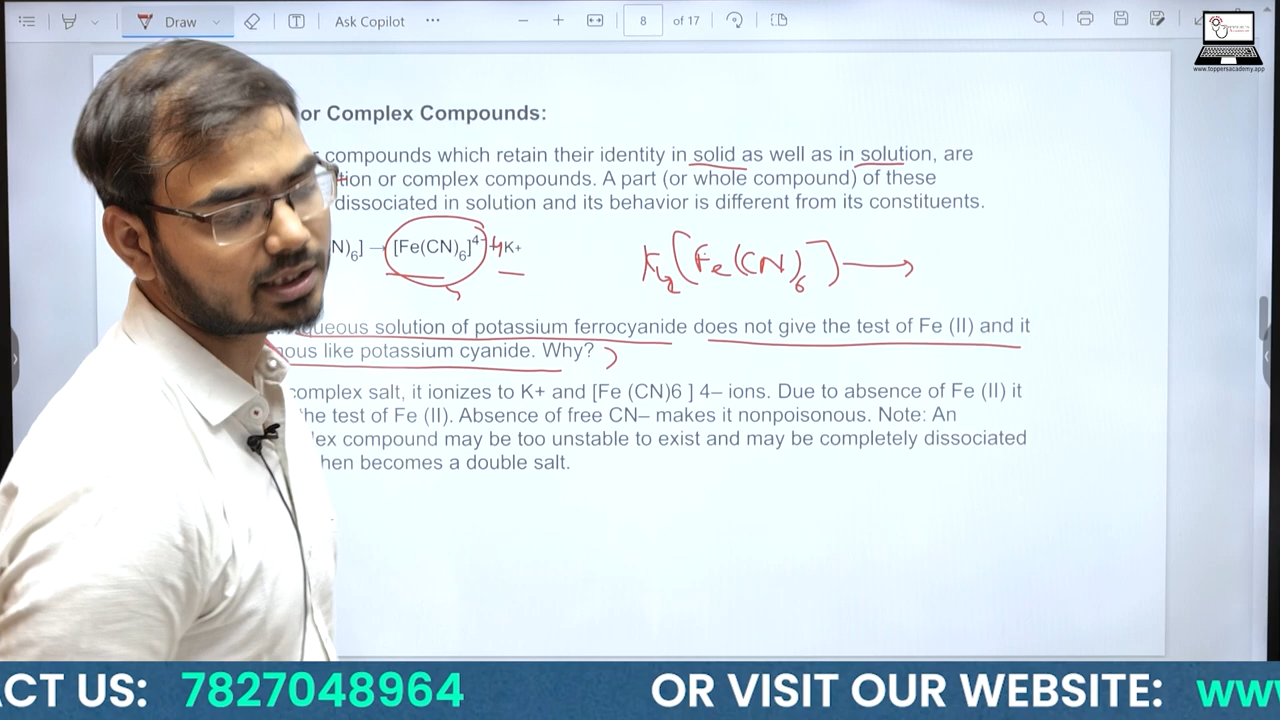 Draw
Ask Copilot
8 of 17
www.toppersacademy.app
or Complex Compounds:
compounds which retain their identity in solid as well as in solution, are
tion or complex compounds. A part (or whole compound) of these
dissociated in solution and its behavior is different from its constituents.
N)6] → [Fe(CN)6]4- +4K+
K4[Fe(CN)6] →
queous solution of potassium ferrocyanide does not give the test of Fe (II) and it
nous like potassium cyanide. Why?
complex salt, it ionizes to K+ and [Fe (CN)6 ] 4– ions. Due to absence of Fe (II) it
he test of Fe (II). Absence of free CN– makes it nonpoisonous. Note: An
lex compound may be too unstable to exist and may be completely dissociated
hen becomes a double salt.
ACT US: 7827048964 OR VISIT OUR WEBSITE: www